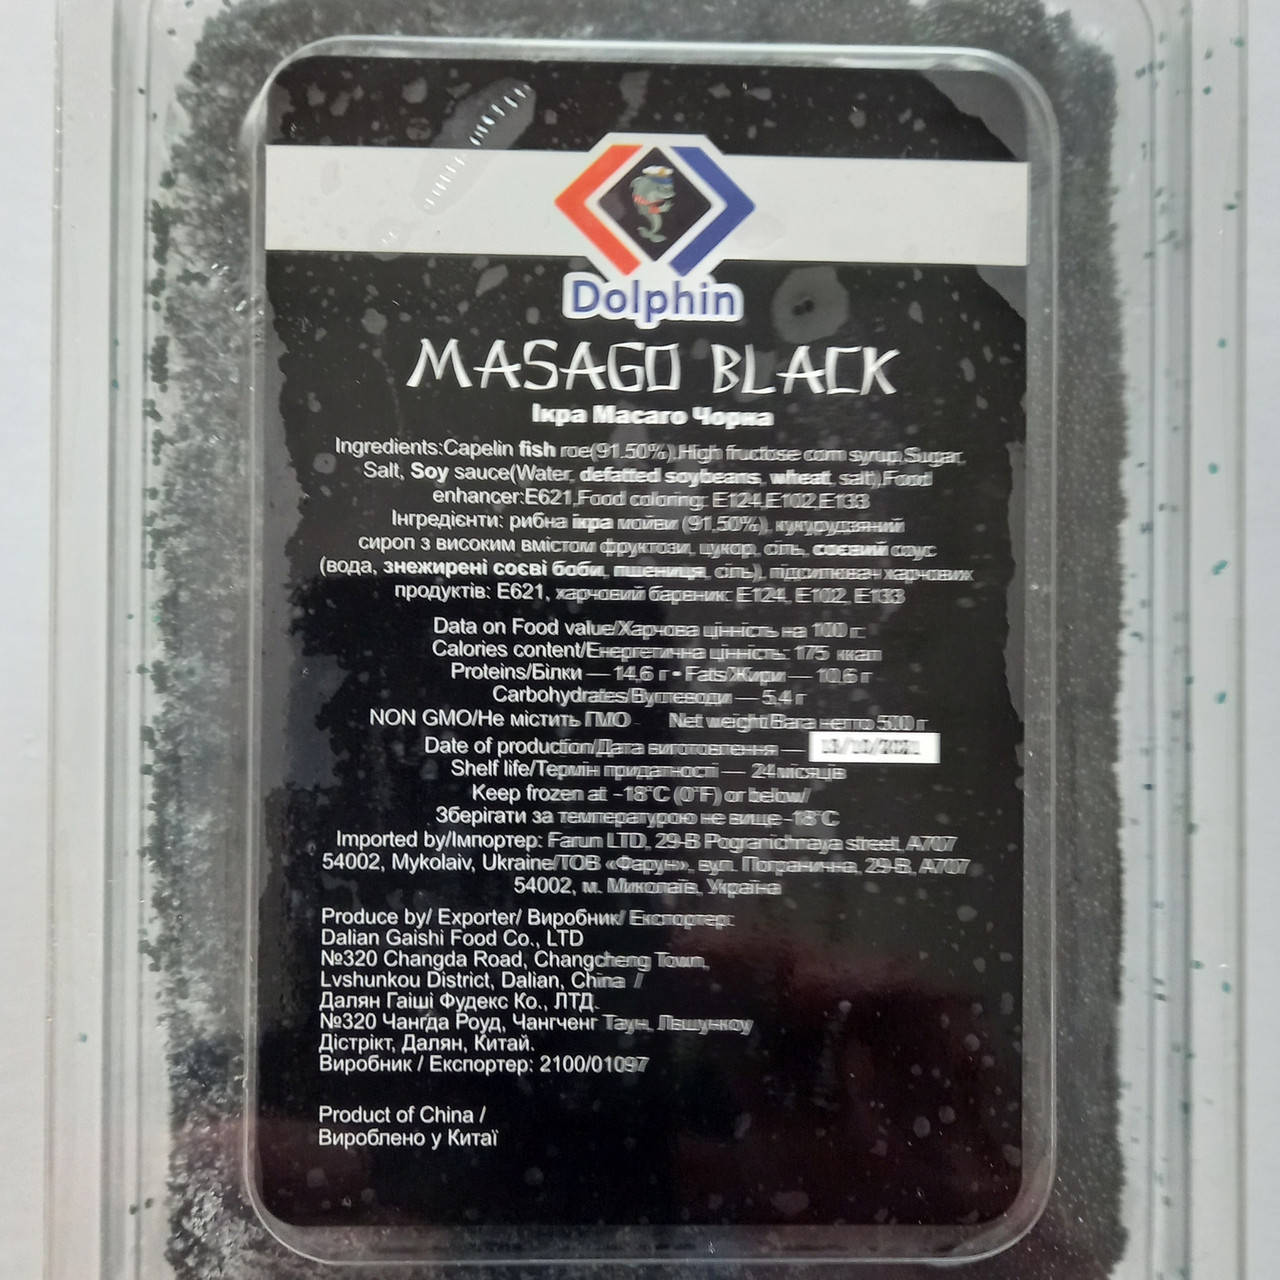 Dolphin
MASAGO BLACK
Ікра Масаго Чорна
Ingredients:Capelin fish roe(91.50%),High fructose corn syrup,Sugar,
Salt, Soy sauce(Water, defatted soybeans, wheat, salt),Food
enhancer:E621,Food coloring: E124,E102,E133
Інгредієнти: рибна ікра мойви (91,50%), кукурудзяний
сироп з високим вмістом фруктози, цукор, сіль, соєвий соус
(вода, знежирені соєві боби, пшениця, сіль), підсилювач харчових
продуктів: E621, харчовий барвник: E124, E102, E133
Data on Food value/Харчова цінність на 100 г:
Calories content/Енергетична цінність: 175 ккал
Proteins/Білки — 14,6 г • Fats/Жири — 10,6 г
Carbohydrates/Вуглеводи — 5,4 г
NON GMO/Не містить ГМО Net weight/Вага нетто 500 г
Date of production/Дата виготовлення —
Shelf life/Термін придатності — 24 місяців
Keep frozen at -18°C (0°F) or below/
Зберігати за температурою не вище -18°C
Imported by/Імпортер: Farun LTD, 29-B Pogranichnaya street, A707
54002, Mykolaiv, Ukraine/ТОВ «Фарун», вул. Погранична, 29-В, А707
54002, м. Миколаїв, Україна
Produce by/ Exporter/ Виробник/ Експортер:
Dalian Gaishi Food Co., LTD
№320 Changda Road, Changcheng Town,
Lvshunkou District, Dalian, China /
Далян Гаіші Фудекс Ко., ЛТД.
№320 Чанґда Роуд, Чангченг Таун, Льшункоу
Дістрікт, Далян, Китай.
Виробник / Експортер: 2100/01097
Product of China /
Вироблено у Китаї